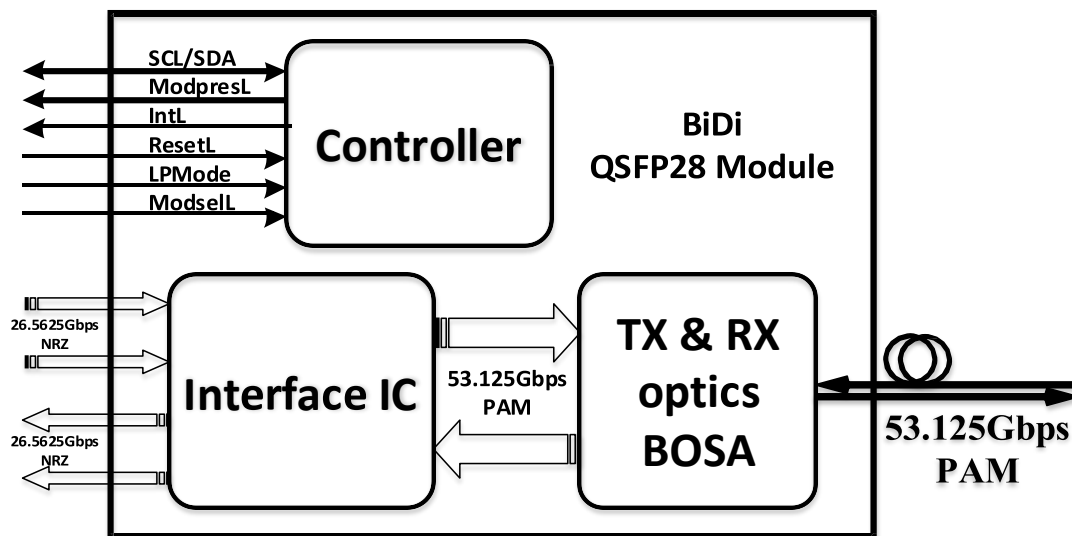 SCL/SDA
ModpresL
IntL
ResetL
LPMode
ModselL
Controller
BiDi
QSFP28 Module
26.5625Gbps
NRZ
26.5625Gbps
NRZ
Interface IC
53.125Gbps
PAM
TX & RX
optics
BOSA
53.125Gbps
PAM